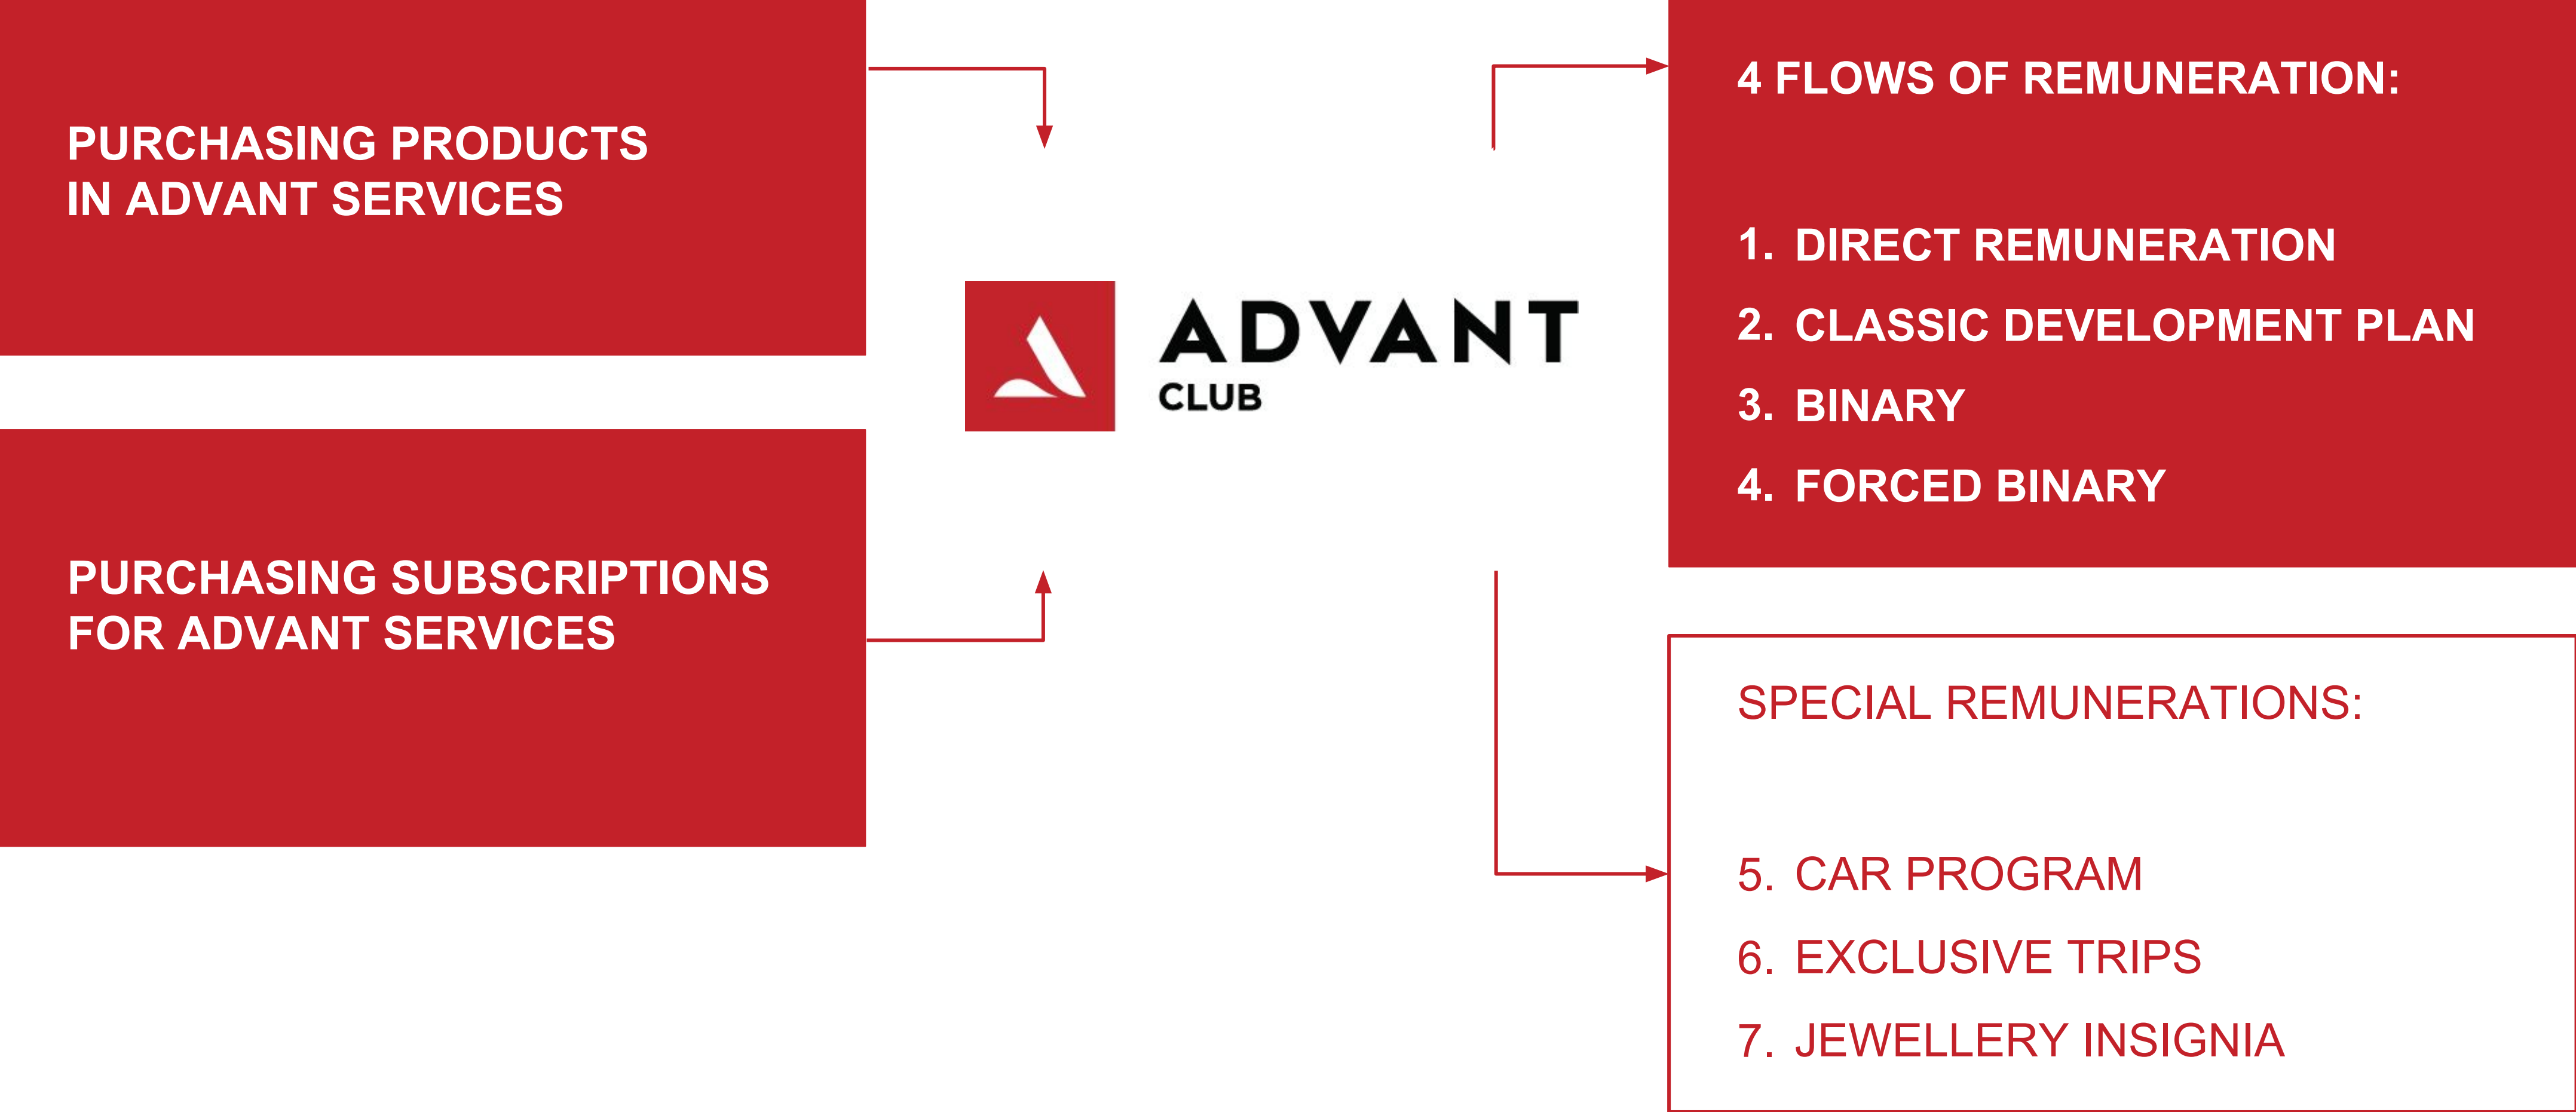 PURCHASING PRODUCTS
IN ADVANT SERVICES
PURCHASING SUBSCRIPTIONS
FOR ADVANT SERVICES
ADVANT
CLUB
4 FLOWS OF REMUNERATION:
1. DIRECT REMUNERATION
2. CLASSIC DEVELOPMENT PLAN
3. BINARY
4. FORCED BINARY
SPECIAL REMUNERATIONS:
5. CAR PROGRAM
6. EXCLUSIVE TRIPS
7. JEWELLERY INSIGNIA